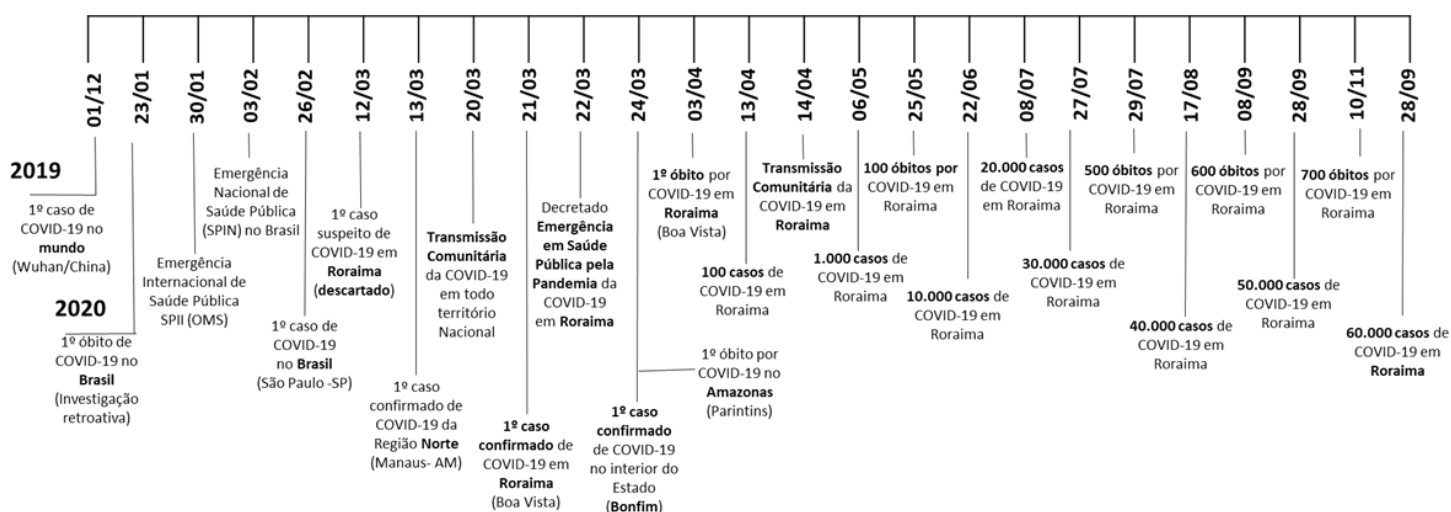 01/12
23/01
30/01
03/02
26/02
12/03
13/03
20/03
21/03
22/03
24/03
03/04
13/04
14/04
06/05
25/05
22/06
08/07
27/07
29/07
17/08
08/09
28/09
10/11
28/09
2019
1º caso de
COVID-19 no
mundo
(Wuhan/China)
2020
1º óbito de
COVID-19 no
Brasil
(Investigação
retroativa)
Emergência
Internacional de
Saúde Pública
SPII (OMS)
Emergência
Nacional de
Saúde Pública
(SPIN) no Brasil
1º caso de
COVID-19
no Brasil
(São Paulo -SP)
1º caso
suspeito de
COVID-19 em
Roraima
(descartado)
1º caso
confirmado de
COVID-19 da
Região Norte
(Manaus- AM)
Transmissão
Comunitária
da COVID-19
em todo
território
Nacional
1º caso
confirmado de
COVID-19 em
Roraima
(Boa Vista)
Decretado
Emergência
em Saúde
Pública pela
Pandemia da
COVID-19
em Roraima
1º caso
confirmado
de COVID-19
no interior do
Estado
(Bonfim)
1º óbito por
COVID-19 no
Amazonas
(Parintins)
1º óbito por
COVID-19 em
Roraima
(Boa Vista)
100 casos de
COVID-19 em
Roraima
Transmissão
Comunitária da
COVID-19 em
Roraima
1.000 casos de
COVID-19 em
Roraima
100 óbitos por
COVID-19 em
Roraima
10.000 casos de
COVID-19 em
Roraima
20.000 casos
de COVID-19
em Roraima
30.000 casos de
COVID-19 em
Roraima
500 óbitos por
COVID-19 em
Roraima
40.000 casos de
COVID-19 em
Roraima
600 óbitos por
COVID-19 em
Roraima
50.000 casos de
COVID-19 em
Roraima
700 óbitos por
COVID-19 em
Roraima
60.000 casos de
COVID-19 em
Roraima